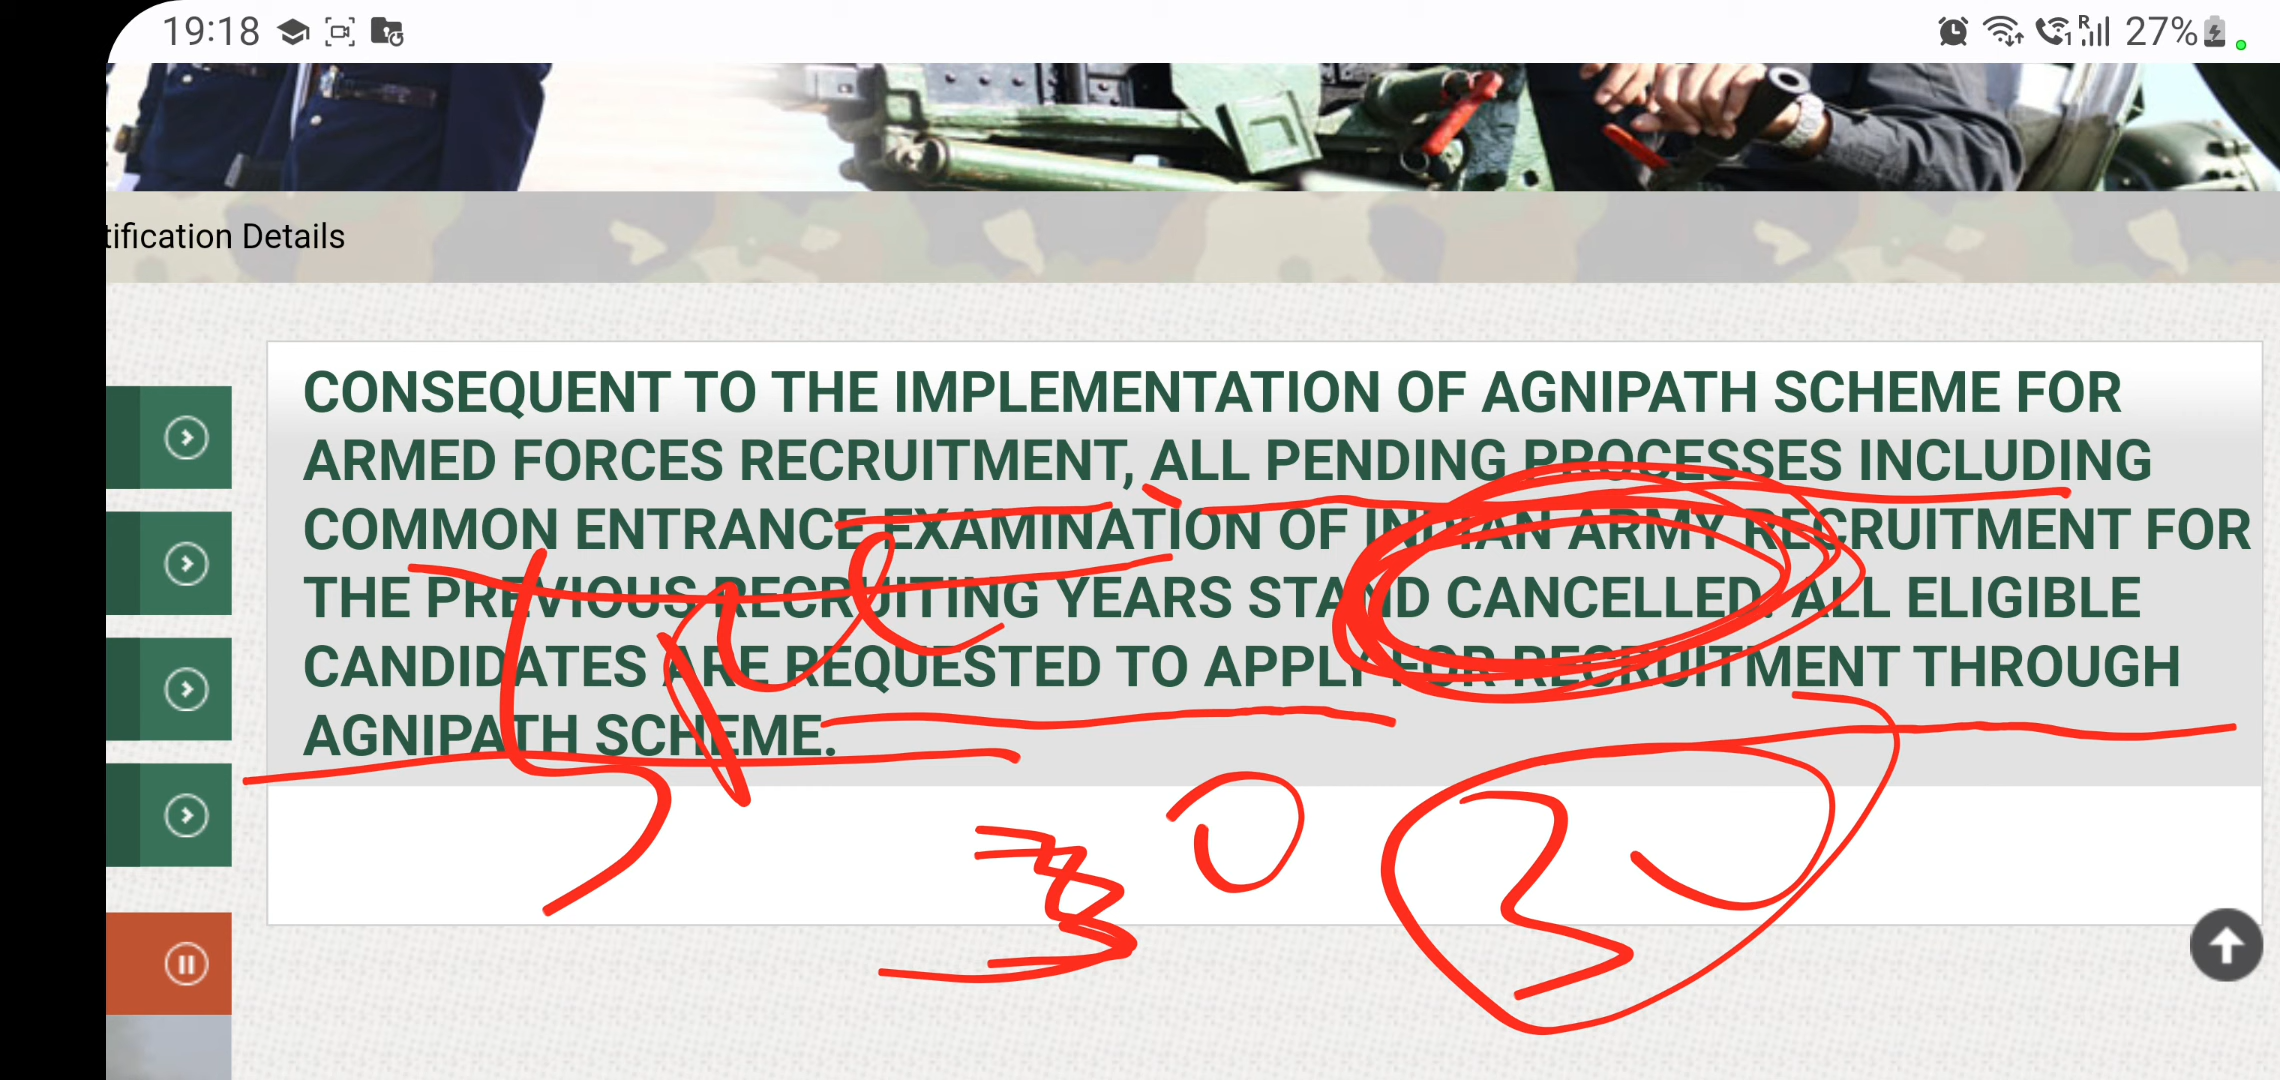 19:18
R
1
27%
tification Details
CONSEQUENT TO THE IMPLEMENTATION OF AGNIPATH SCHEME FOR
ARMED FORCES RECRUITMENT, ALL PENDING PROCESSES INCLUDING
COMMON ENTRANCE EXAMINATION OF INDIAN ARMY RECRUITMENT FOR
THE PREVIOUS RECRUITING YEARS STAND CANCELLED. ALL ELIGIBLE
CANDIDATES ARE REQUESTED TO APPLY FOR RECRUITMENT THROUGH
AGNIPATH SCHEME.